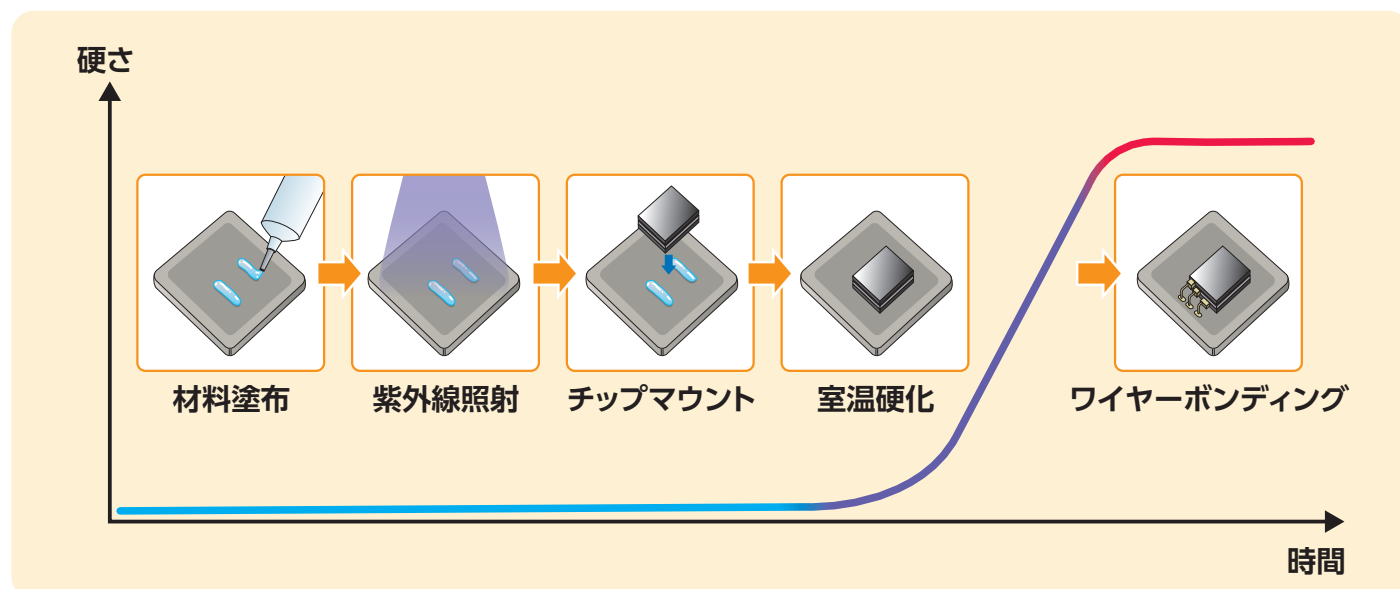 硬さ
材料塗布
紫外線照射
チップマウント
室温硬化
ワイヤーボンディング
時間